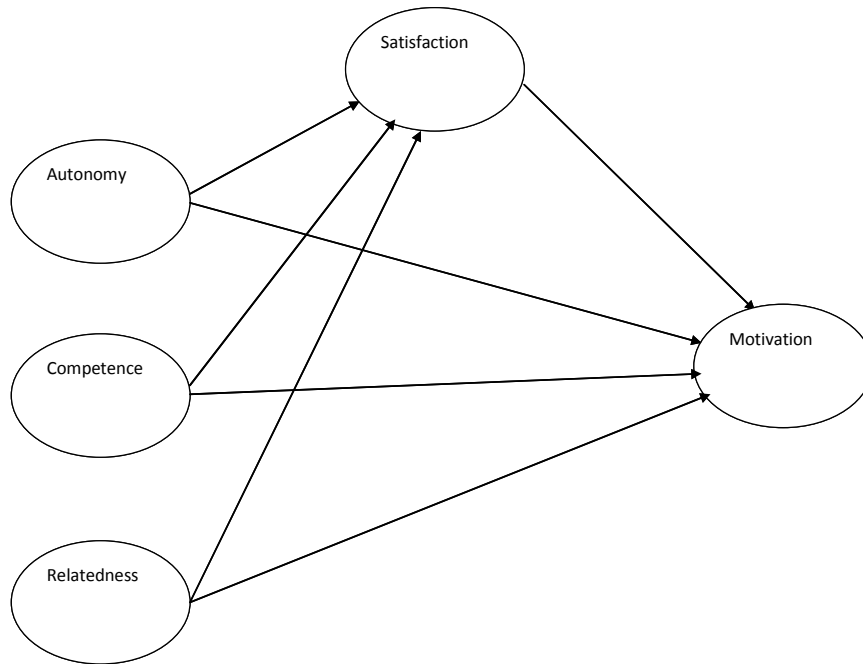 Satisfaction
Autonomy
Motivation
Competence
Relatedness